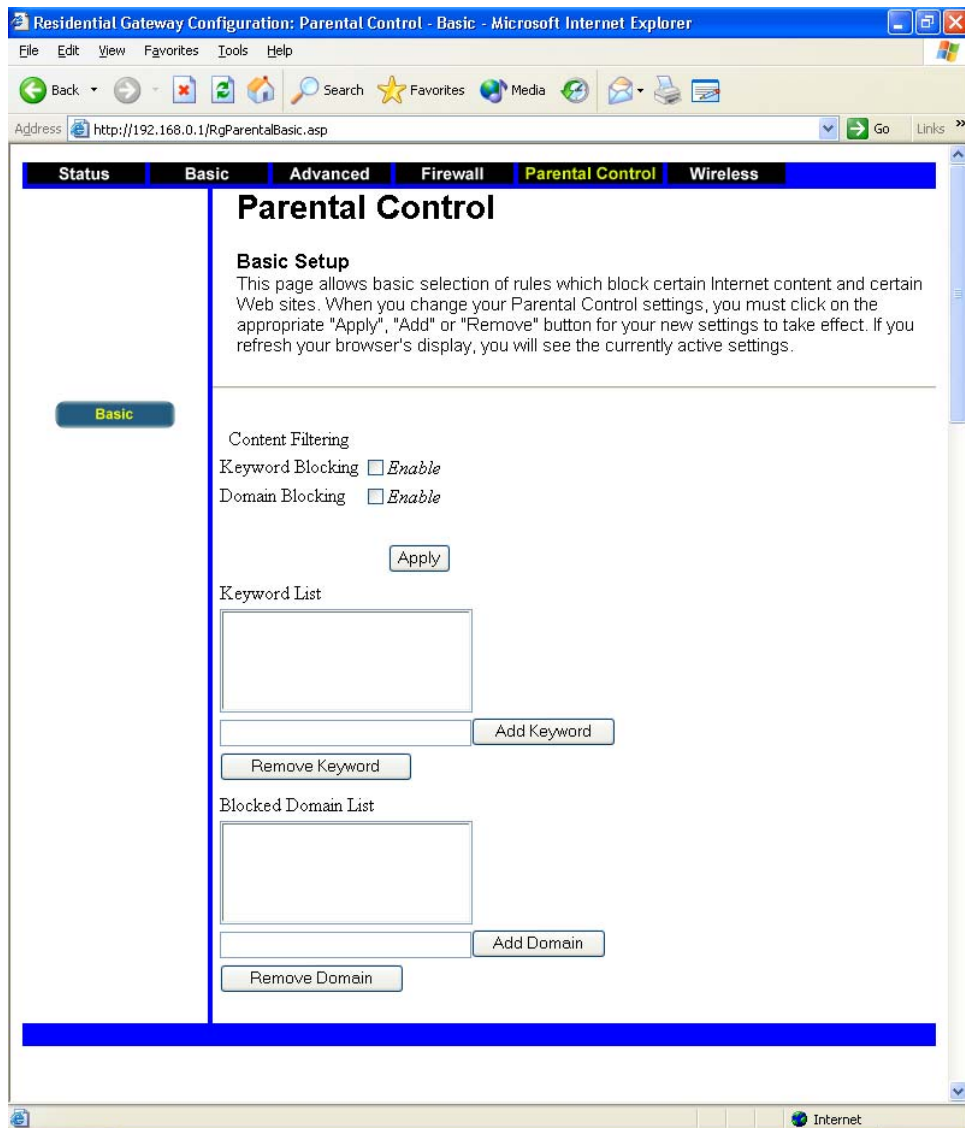 Residential Gateway Configuration: Parental Control - Basic - Microsoft Internet Explorer
File Edit View Favorites Tools Help
Back Search Favorites Media
Address http://192.168.0.1/RgParentalBasic.asp Go Links »
Status Basic Advanced Firewall Parental Control Wireless
Parental Control
Basic Setup
This page allows basic selection of rules which block certain Internet content and certain
Web sites. When you change your Parental Control settings, you must click on the
appropriate "Apply", "Add" or "Remove" button for your new settings to take effect. If you
refresh your browser's display, you will see the currently active settings.
Basic
Content Filtering
Keyword Blocking Enable
Domain Blocking Enable
Apply
Keyword List
Add Keyword
Remove Keyword
Blocked Domain List
Add Domain
Remove Domain
Internet